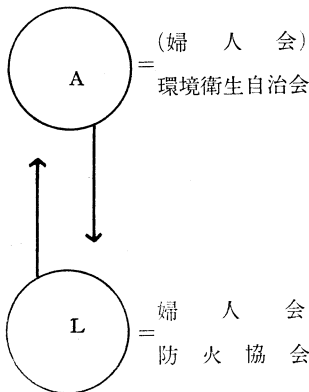 (婦人会)
A =
環境衛生自治会
婦人会
L =
防火協会